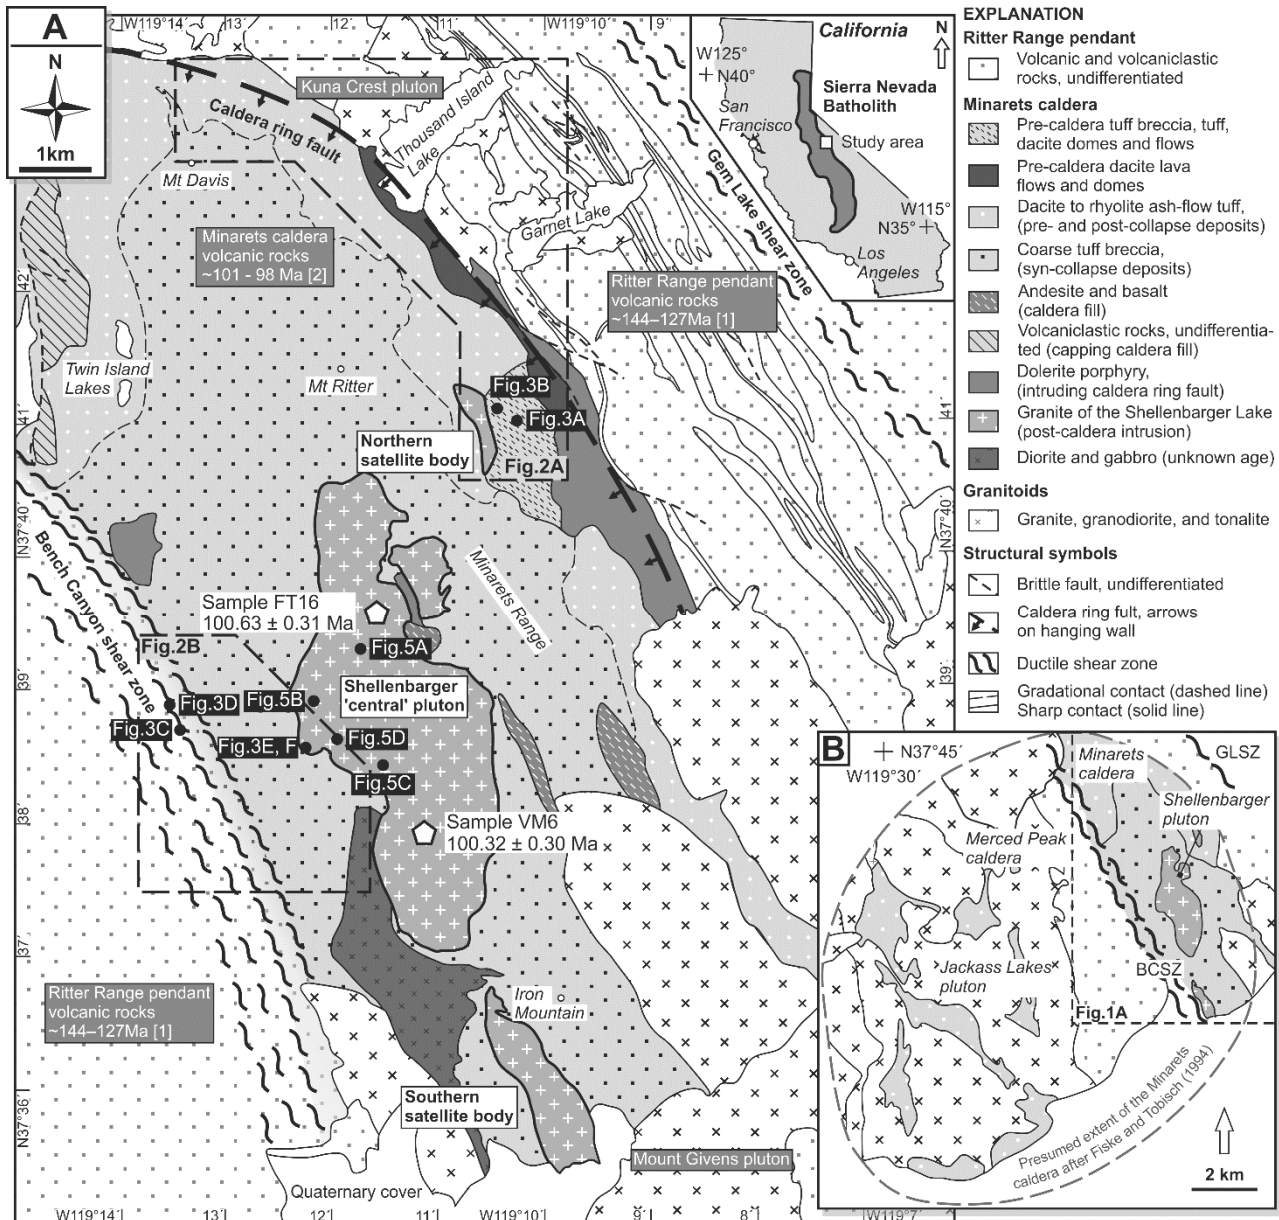 A
N
1km
W119°14´
13´
12´
11´
W119°10´
9´
Kuna Crest pluton
Thousand Island
Lake
Caldera ring fault
Mt Davis
Garnet Lake
Gem Lake shear zone
Minarets caldera
volcanic rocks
~101 - 98 Ma [2]
Ritter Range pendant
volcanic rocks
~144–127Ma [1]
42´
Twin Island
Lakes
Mt Ritter
Fig.3B
Fig.3A
41´
41´
Northern
satellite body
Fig.2A
N37°40´
N37°40´
Bench Canyon shear zone
Minarets Range
Sample FT16
100.63 ± 0.31 Ma
Fig.2B
Fig.5A
39´
39´
Shellenbarger
'central' pluton
Fig.3D
Fig.5B
Fig.3C
Fig.3E, F
Fig.5D
Fig.5C
38´
Sample VM6
100.32 ± 0.30 Ma
37´
Ritter Range pendant
volcanic rocks
~144–127Ma [1]
Iron
Mountain
Southern
satellite body
N37°36´
Mount Givens pluton
Quaternary cover
W119°14´
13´
12´
11´
W119°10´
9´
8´
W119°7´
California
N
W125°
N40°
San
Francisco
Sierra Nevada
Batholith
Study area
W115°
N35°
Los
Angeles
EXPLANATION
Ritter Range pendant
Volcanic and volcaniclastic
rocks, undifferentiated
Minarets caldera
Pre-caldera tuff breccia, tuff,
dacite domes and flows
Pre-caldera dacite lava
flows and domes
Dacite to rhyolite ash-flow tuff,
(pre- and post-collapse deposits)
Coarse tuff breccia,
(syn-collapse deposits)
Andesite and basalt
(caldera fill)
Volcaniclastic rocks, undifferentia-
ted (capping caldera fill)
Dolerite porphyry,
(intruding caldera ring fault)
Granite of the Shellenbarger Lake
(post-caldera intrusion)
Diorite and gabbro (unknown age)
Granitoids
Granite, granodiorite, and tonalite
Structural symbols
Brittle fault, undifferentiated
Caldera ring fult, arrows
on hanging wall
Ductile shear zone
Gradational contact (dashed line)
Sharp contact (solid line)
B
N37°45´
W119°30´
Minarets
caldera
GLSZ
Shellenbarger
pluton
Merced Peak
caldera
Jackass Lakes
pluton
BCSZ
Fig.1A
Presumed extent of the Minarets
caldera after Fiske and Tobisch (1994)
2 km